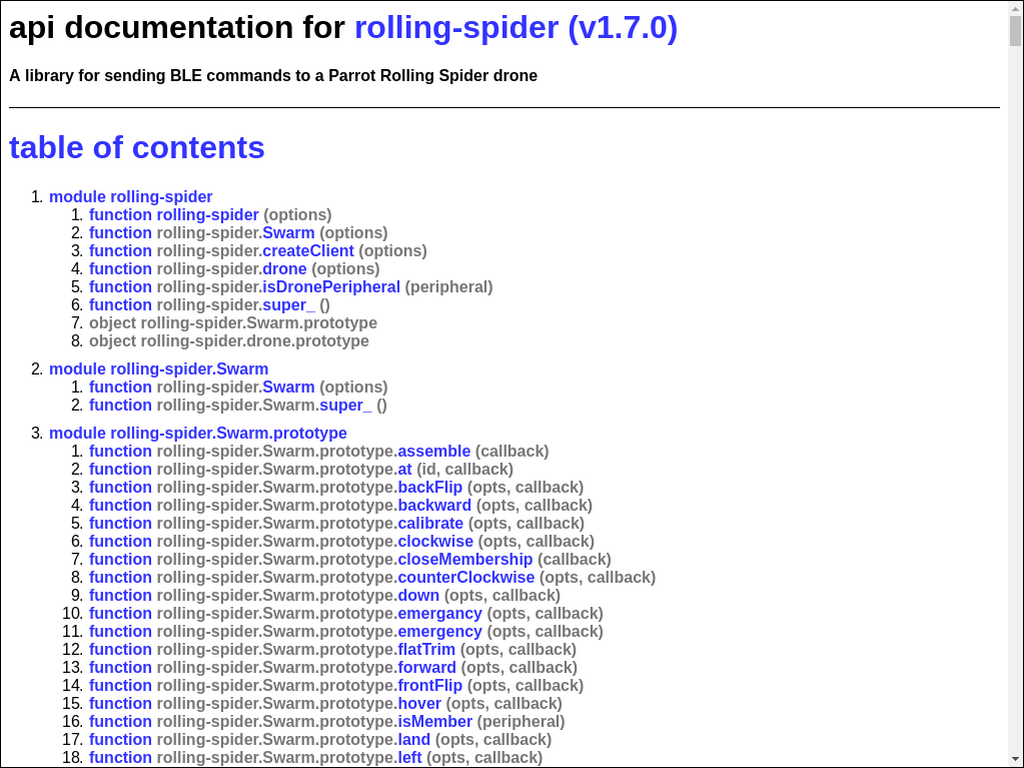 api documentation for rolling-spider (v1.7.0)
A library for sending BLE commands to a Parrot Rolling Spider drone
table of contents
1. module rolling-spider
1. function rolling-spider (options)
2. function rolling-spider.Swarm (options)
3. function rolling-spider.createClient (options)
4. function rolling-spider.drone (options)
5. function rolling-spider.isDronePeripheral (peripheral)
6. function rolling-spider.super_ ()
7. object rolling-spider.Swarm.prototype
8. object rolling-spider.drone.prototype
2. module rolling-spider.Swarm
1. function rolling-spider.Swarm (options)
2. function rolling-spider.Swarm.super_ ()
3. module rolling-spider.Swarm.prototype
1. function rolling-spider.Swarm.prototype.assemble (callback)
2. function rolling-spider.Swarm.prototype.at (id, callback)
3. function rolling-spider.Swarm.prototype.backFlip (opts, callback)
4. function rolling-spider.Swarm.prototype.backward (opts, callback)
5. function rolling-spider.Swarm.prototype.calibrate (opts, callback)
6. function rolling-spider.Swarm.prototype.clockwise (opts, callback)
7. function rolling-spider.Swarm.prototype.closeMembership (callback)
8. function rolling-spider.Swarm.prototype.counterClockwise (opts, callback)
9. function rolling-spider.Swarm.prototype.down (opts, callback)
10. function rolling-spider.Swarm.prototype.emergancy (opts, callback)
11. function rolling-spider.Swarm.prototype.emergency (opts, callback)
12. function rolling-spider.Swarm.prototype.flatTrim (opts, callback)
13. function rolling-spider.Swarm.prototype.forward (opts, callback)
14. function rolling-spider.Swarm.prototype.frontFlip (opts, callback)
15. function rolling-spider.Swarm.prototype.hover (opts, callback)
16. function rolling-spider.Swarm.prototype.isMember (peripheral)
17. function rolling-spider.Swarm.prototype.land (opts, callback)
18. function rolling-spider.Swarm.prototype.left (opts, callback)